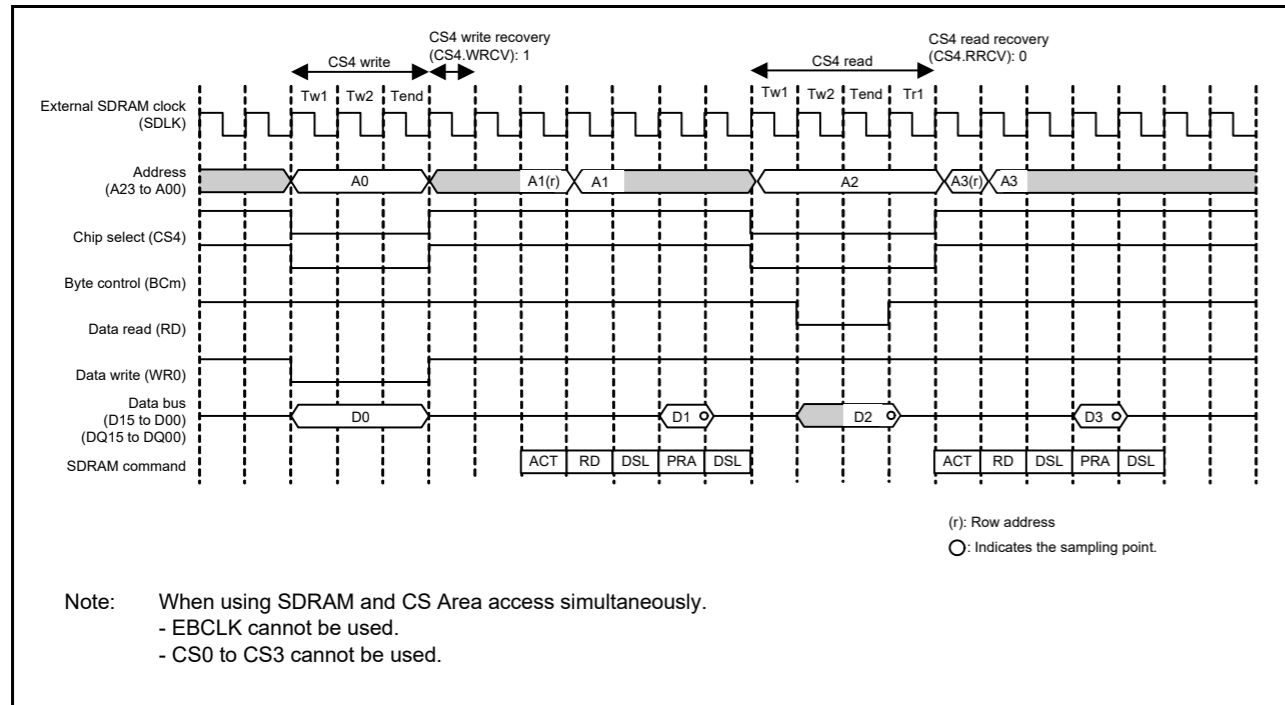 CS4 write
CS4 write recovery
(CS4.WRCV): 1
CS4 read
CS4 read recovery
(CS4.RRCV): 0
Tw1 Tw2 Tend Tw1 Tw2 Tend Tr1
External SDRAM clock
(SDLK)
Address
(A23 to A00)
A0 A1(r) A1 A2 A3(r) A3
Chip select (CS4)
Byte control (BCm)
Data read (RD)
Data write (WR0)
Data bus
(D15 to D00)
(DQ15 to DQ00)
D0 D1 D2 D3
SDRAM command
ACT RD DSL PRA DSL ACT RD DSL PRA DSL
(r): Row address
: Indicates the sampling point.
Note: When using SDRAM and CS Area access simultaneously.
- EBCLK cannot be used.
- CS0 to CS3 cannot be used.